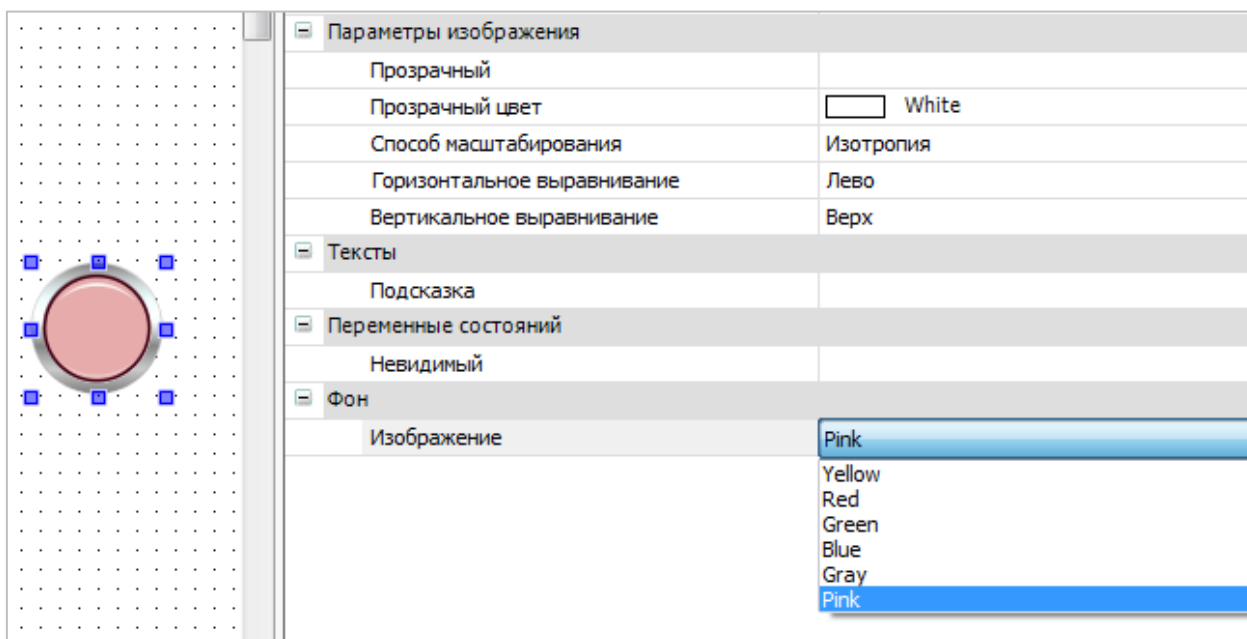 Параметры изображения
Прозрачный
Прозрачный цвет White
Способ масштабирования Изотропия
Горизонтальное выравнивание Лево
Вертикальное выравнивание Верх
Тексты
Подсказка
Переменные состояний
Невидимый
Фон
Изображение Pink
Yellow
Red
Green
Blue
Gray
Pink